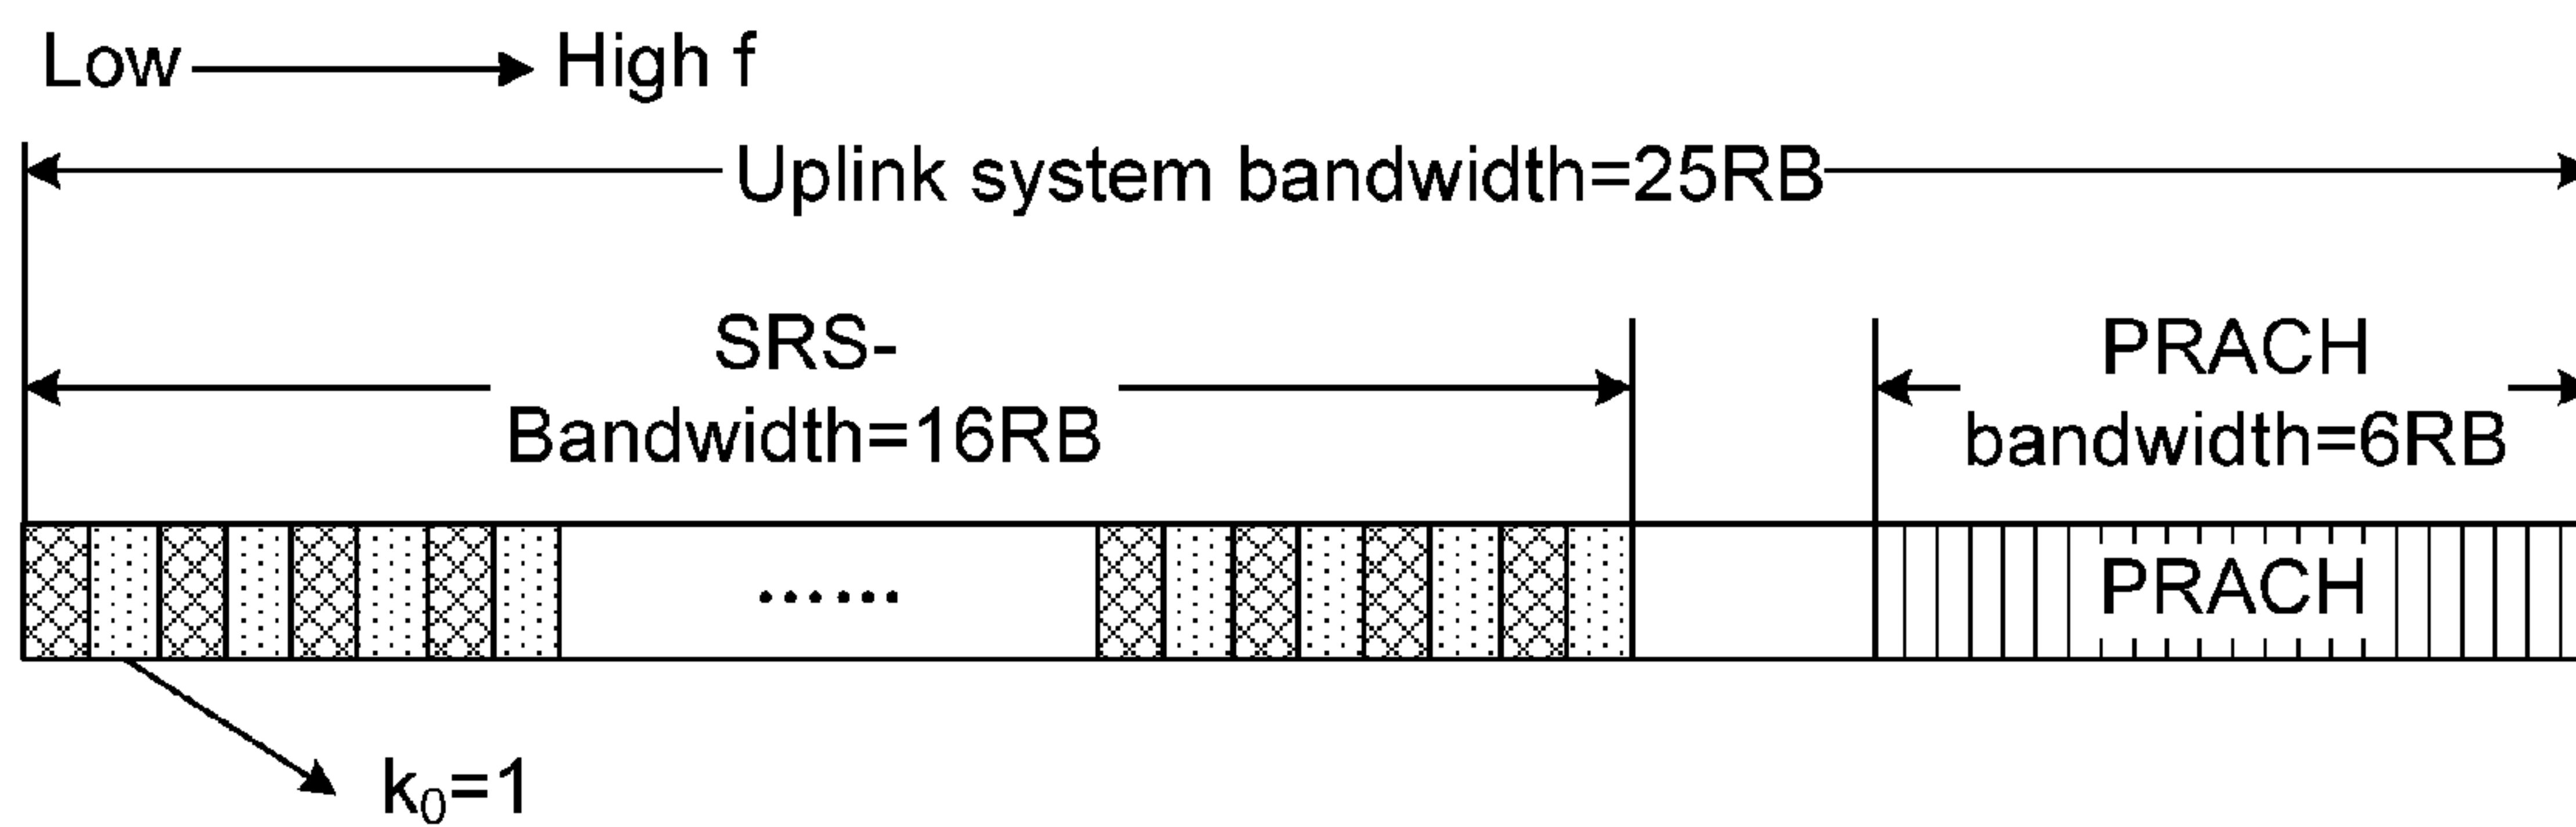 Low High f
Uplink system bandwidth=25RB
SRS-
Bandwidth=16RB
PRACH
bandwidth=6RB
......
PRACH
k₀=1